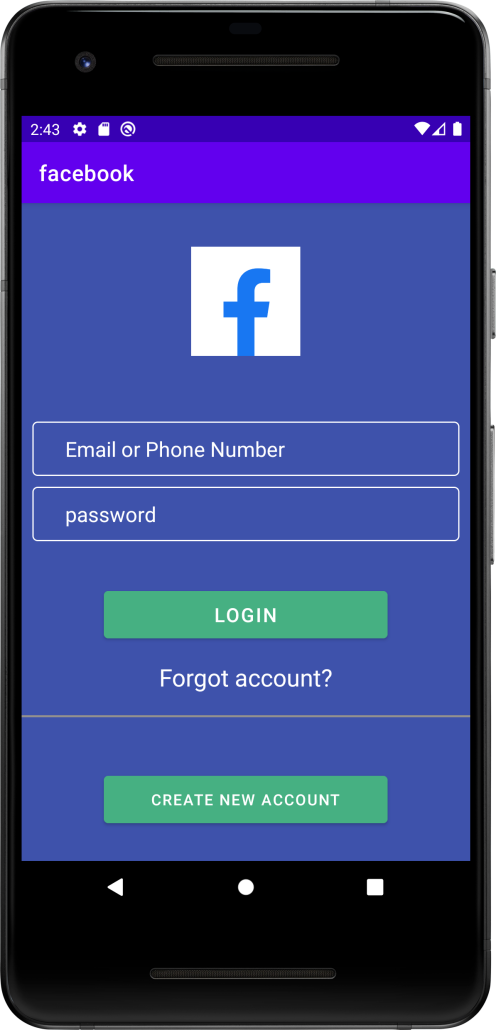 2:43
facebook
f
Email or Phone Number
password
LOGIN
Forgot account?
CREATE NEW ACCOUNT